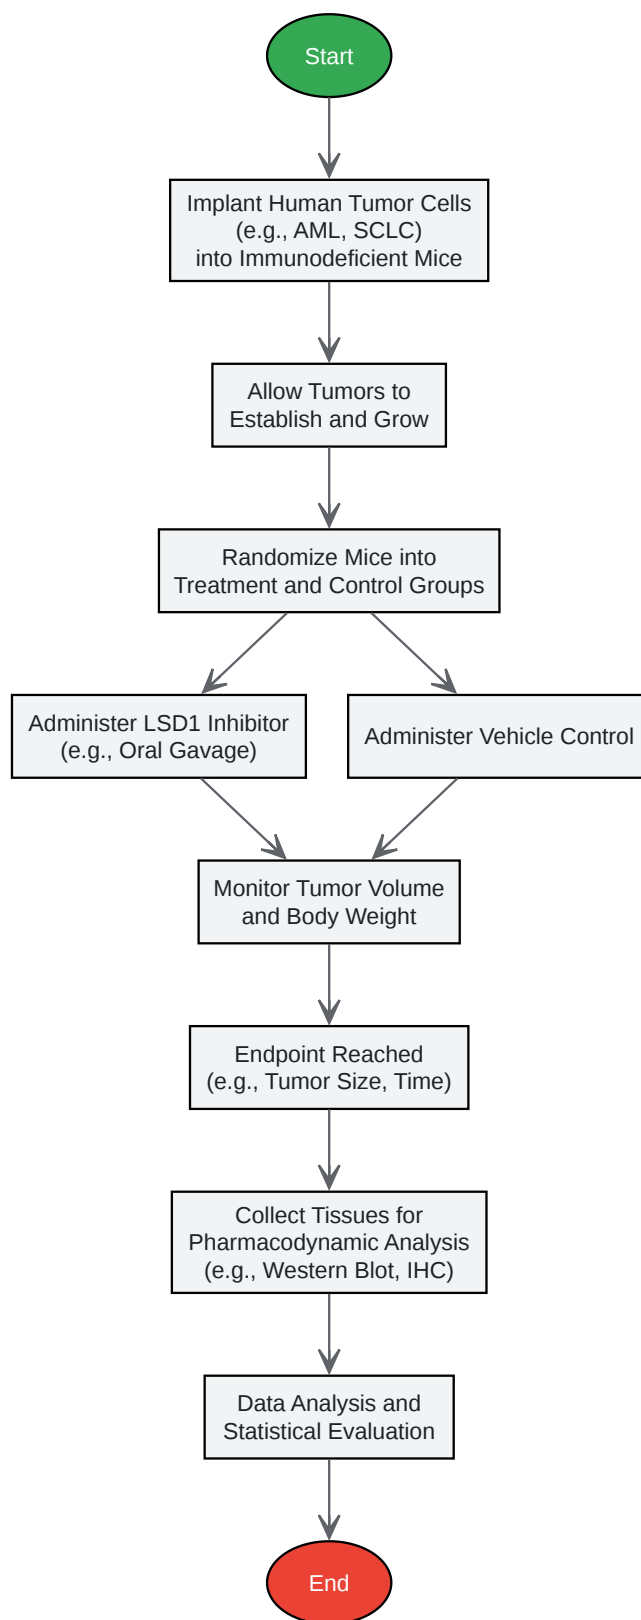 Start
Implant Human Tumor Cells
(e.g., AML, SCLC)
into Immunodeficient Mice
Allow Tumors to
Establish and Grow
Randomize Mice into
Treatment and Control Groups
Administer LSD1 Inhibitor
(e.g., Oral Gavage)
Administer Vehicle Control
Monitor Tumor Volume
and Body Weight
Endpoint Reached
(e.g., Tumor Size, Time)
Collect Tissues for
Pharmacodynamic Analysis
(e.g., Western Blot, IHC)
Data Analysis and
Statistical Evaluation
End